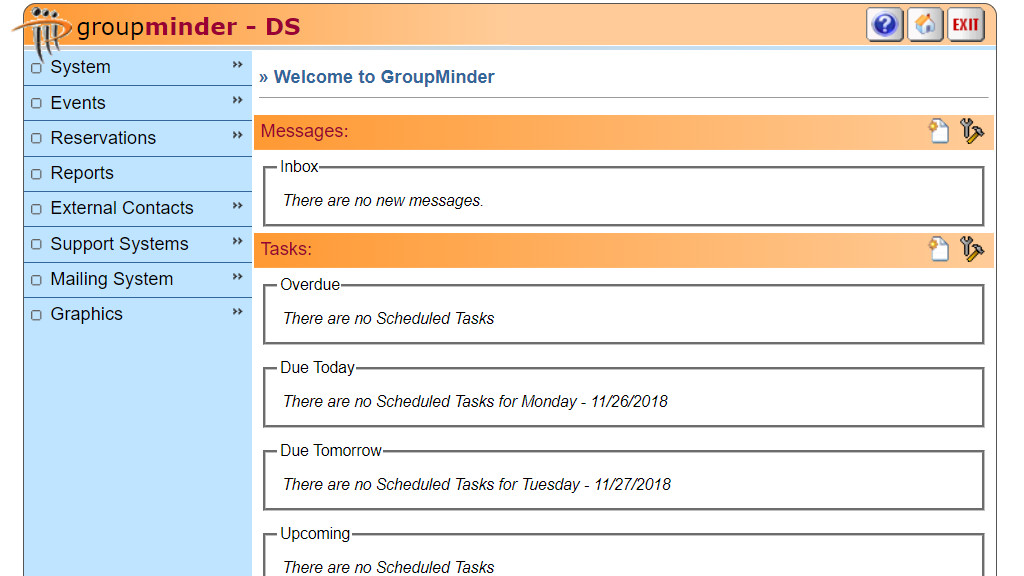 groupminder - DS
EXIT
System
Events
Reservations
Reports
External Contacts
Support Systems
Mailing System
Graphics
» Welcome to GroupMinder
Messages:
Inbox
There are no new messages.
Tasks:
Overdue
There are no Scheduled Tasks
Due Today
There are no Scheduled Tasks for Monday - 11/26/2018
Due Tomorrow
There are no Scheduled Tasks for Tuesday - 11/27/2018
Upcoming
There are no Scheduled Tasks